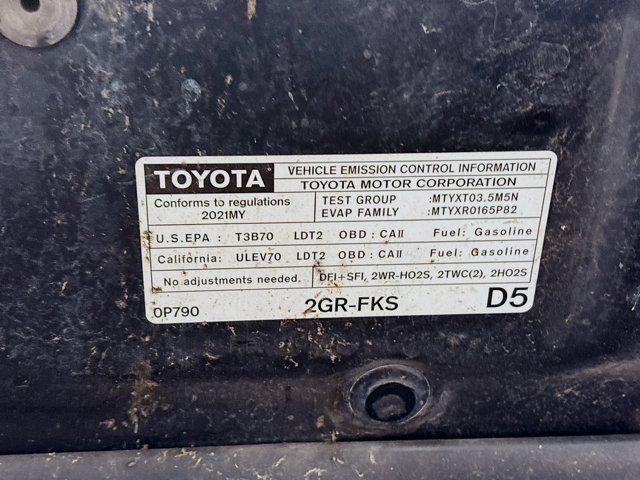 TOYOTA
VEHICLE EMISSION CONTROL INFORMATION
TOYOTA MOTOR CORPORATION
Conforms to regulations
2021MY
TEST GROUP :MTYXT03.5M5N
EVAP FAMILY :MTYXR0165P82
U.S.EPA : T3B70 LDT2 OBD : CAII Fuel: Gasoline
California: ULEV70 LDT2 OBD : CAII Fuel: Gasoline
No adjustments needed. DFI+SFI, 2WR-HO2S, 2TWC(2), 2HO2S
0P790 2GR-FKS D5